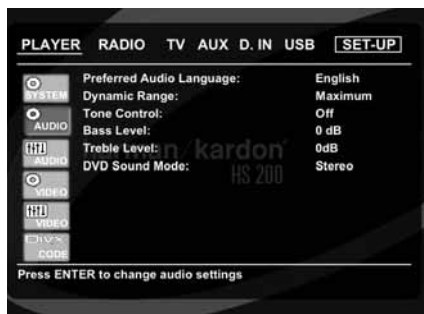 PLAYER RADIO TV AUX D. IN USB SET-UP
SYSTEM
AUDIO
AUDIO
VIDEO
VIDEO
DIVX
CODE
Preferred Audio Language: English
Dynamic Range: Maximum
Tone Control: Off
Bass Level: 0 dB
Treble Level: 0dB
DVD Sound Mode: Stereo
harman/kardon
HS 200
Press ENTER to change audio settings